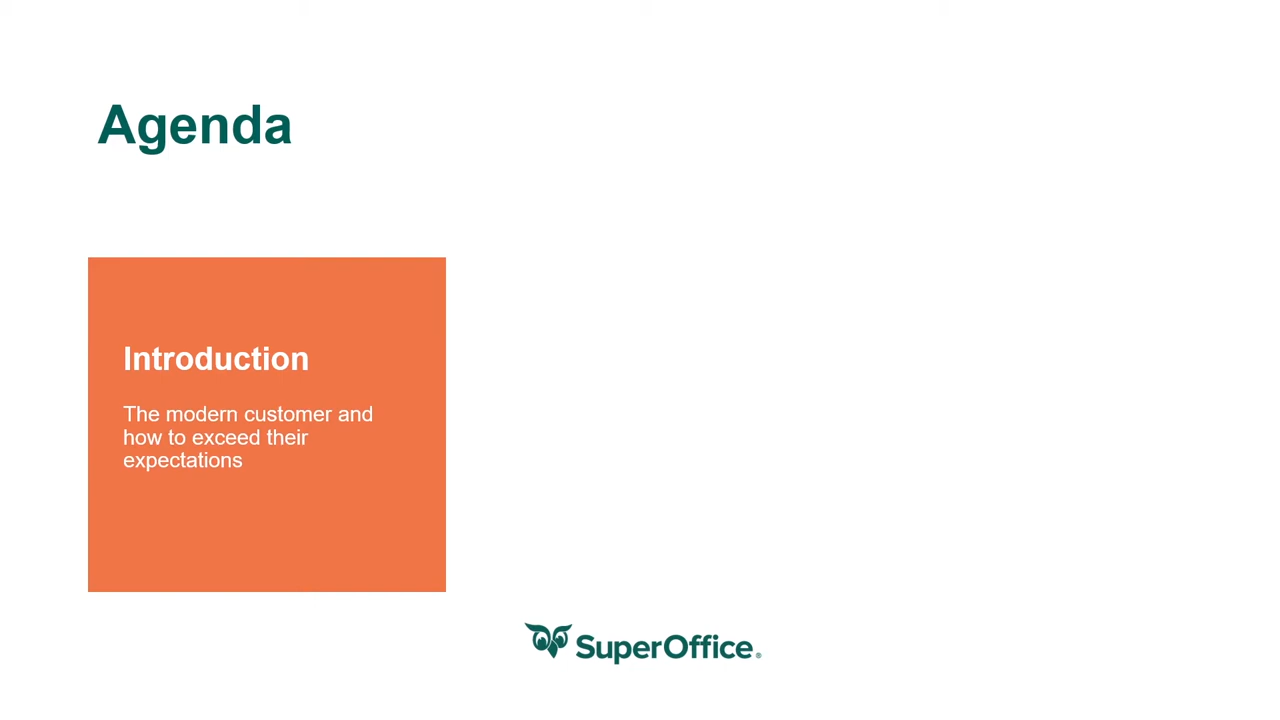 Agenda
Introduction
The modern customer and
how to exceed their
expectations
SuperOffice®